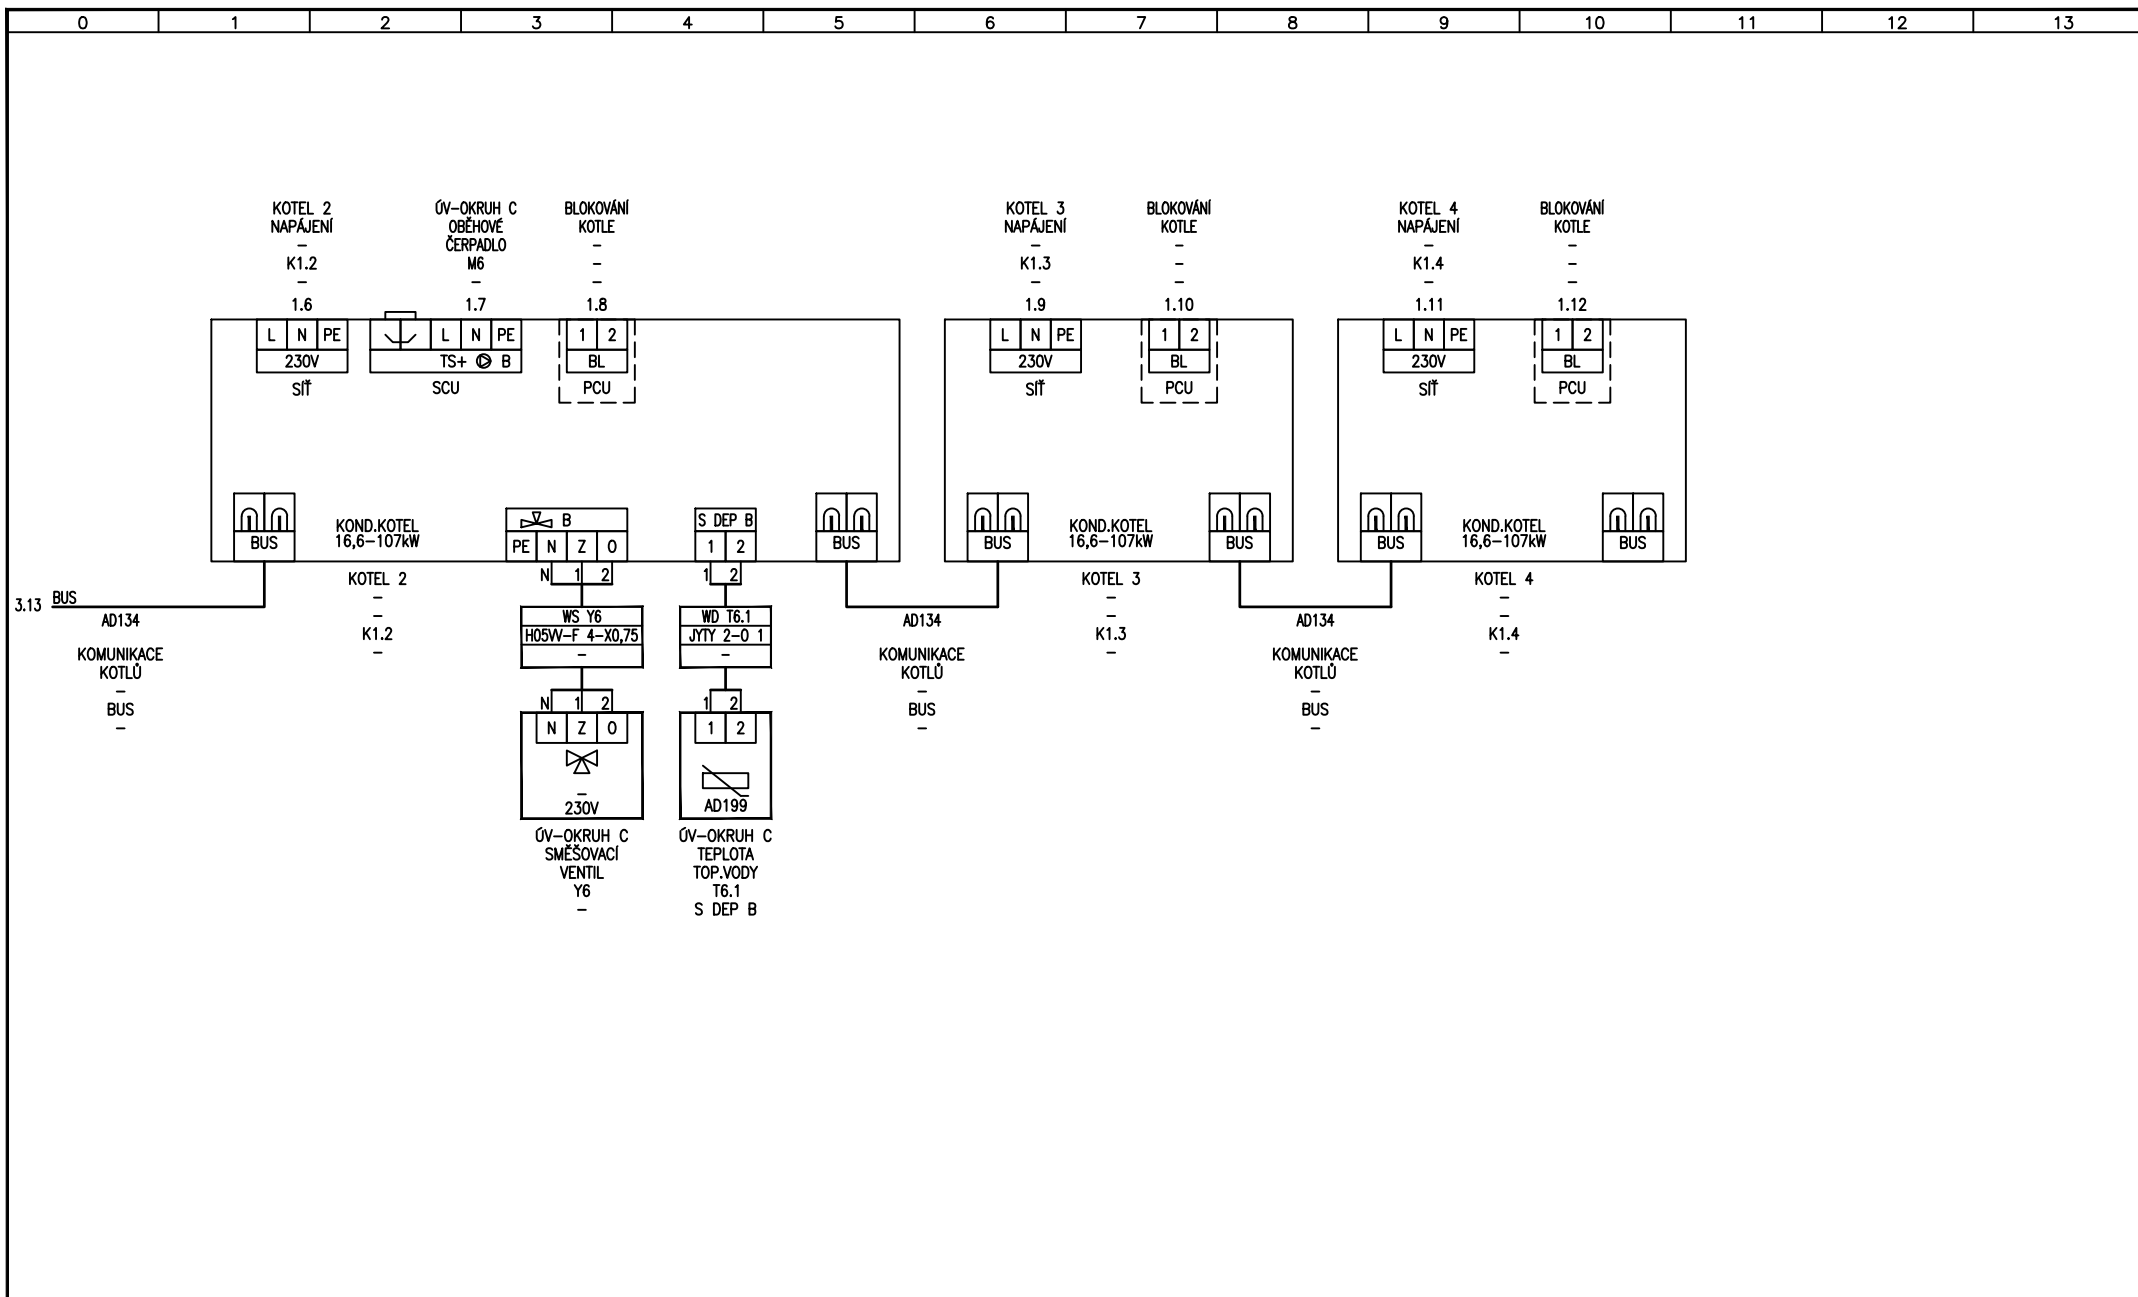 0 1 2 3 4 5 6 7 8 9 10 11 12 13
KOTEL 2
NAPÁJENÍ
–
K1.2
–
1.6
ÚV–OKRUH C
OBĚHOVÉ
ČERPADLO
M6
–
1.7
BLOKOVÁNÍ
KOTLE
–
–
–
1.8
KOTEL 3
NAPÁJENÍ
–
K1.3
–
1.9
BLOKOVÁNÍ
KOTLE
–
–
–
1.10
KOTEL 4
NAPÁJENÍ
–
K1.4
–
1.11
BLOKOVÁNÍ
KOTLE
–
–
–
1.12
L N PE
230V
SÍŤ
L N PE
TS+ B
SCU
1 2
BL
PCU
L N PE
230V
SÍŤ
1 2
BL
PCU
L N PE
230V
SÍŤ
1 2
BL
PCU
BUS
KOND.KOTEL
16,6–107kW
B
PE N Z O
S DEP B
1 2
BUS
BUS
KOND.KOTEL
16,6–107kW
BUS
BUS
KOND.KOTEL
16,6–107kW
BUS
3.13 BUS
AD134
KOMUNIKACE
KOTLŮ
–
BUS
–
KOTEL 2
–
–
K1.2
–
N 1 2
WS Y6
H05VV–F 4–X0,75
–
N 1 2
N Z O
–
230V
ÚV–OKRUH C
SMĚŠOVACÍ
VENTIL
Y6
–
1 2
WD T6.1
JYTY 2–O 1
–
1 2
1 2
AD199
ÚV–OKRUH C
TEPLOTA
TOP.VODY
T6.1
S DEP B
AD134
KOMUNIKACE
KOTLŮ
–
BUS
–
KOTEL 3
–
–
K1.3
–
AD134
KOMUNIKACE
KOTLŮ
–
BUS
–
KOTEL 4
–
–
K1.4
–